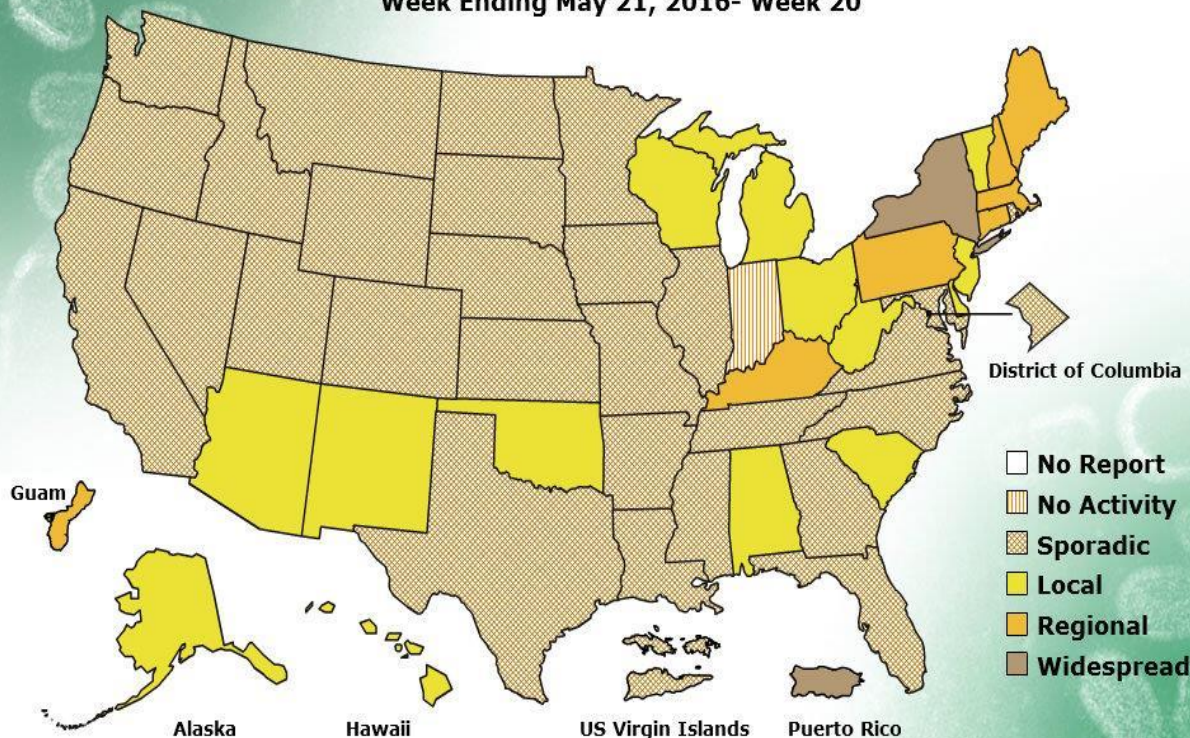 Week Ending May 21, 2016- Week 20
District of Columbia
No Report
No Activity
Sporadic
Local
Regional
Widespread
Guam
Alaska
Hawaii
US Virgin Islands
Puerto Rico